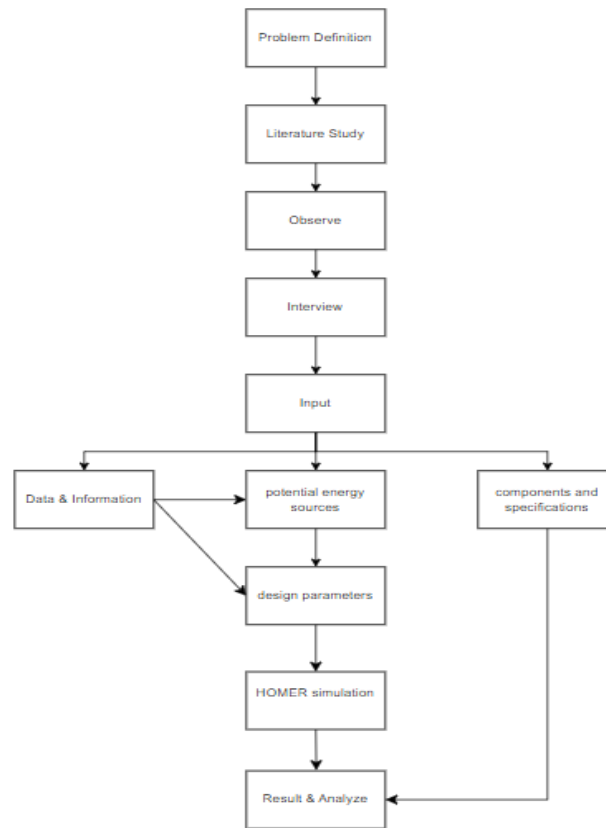 Problem Definition
Literature Study
Observe
Interview
Input
Data & Information
potential energy
sources
components and
specifications
design parameters
HOMER simulation
Result & Analyze